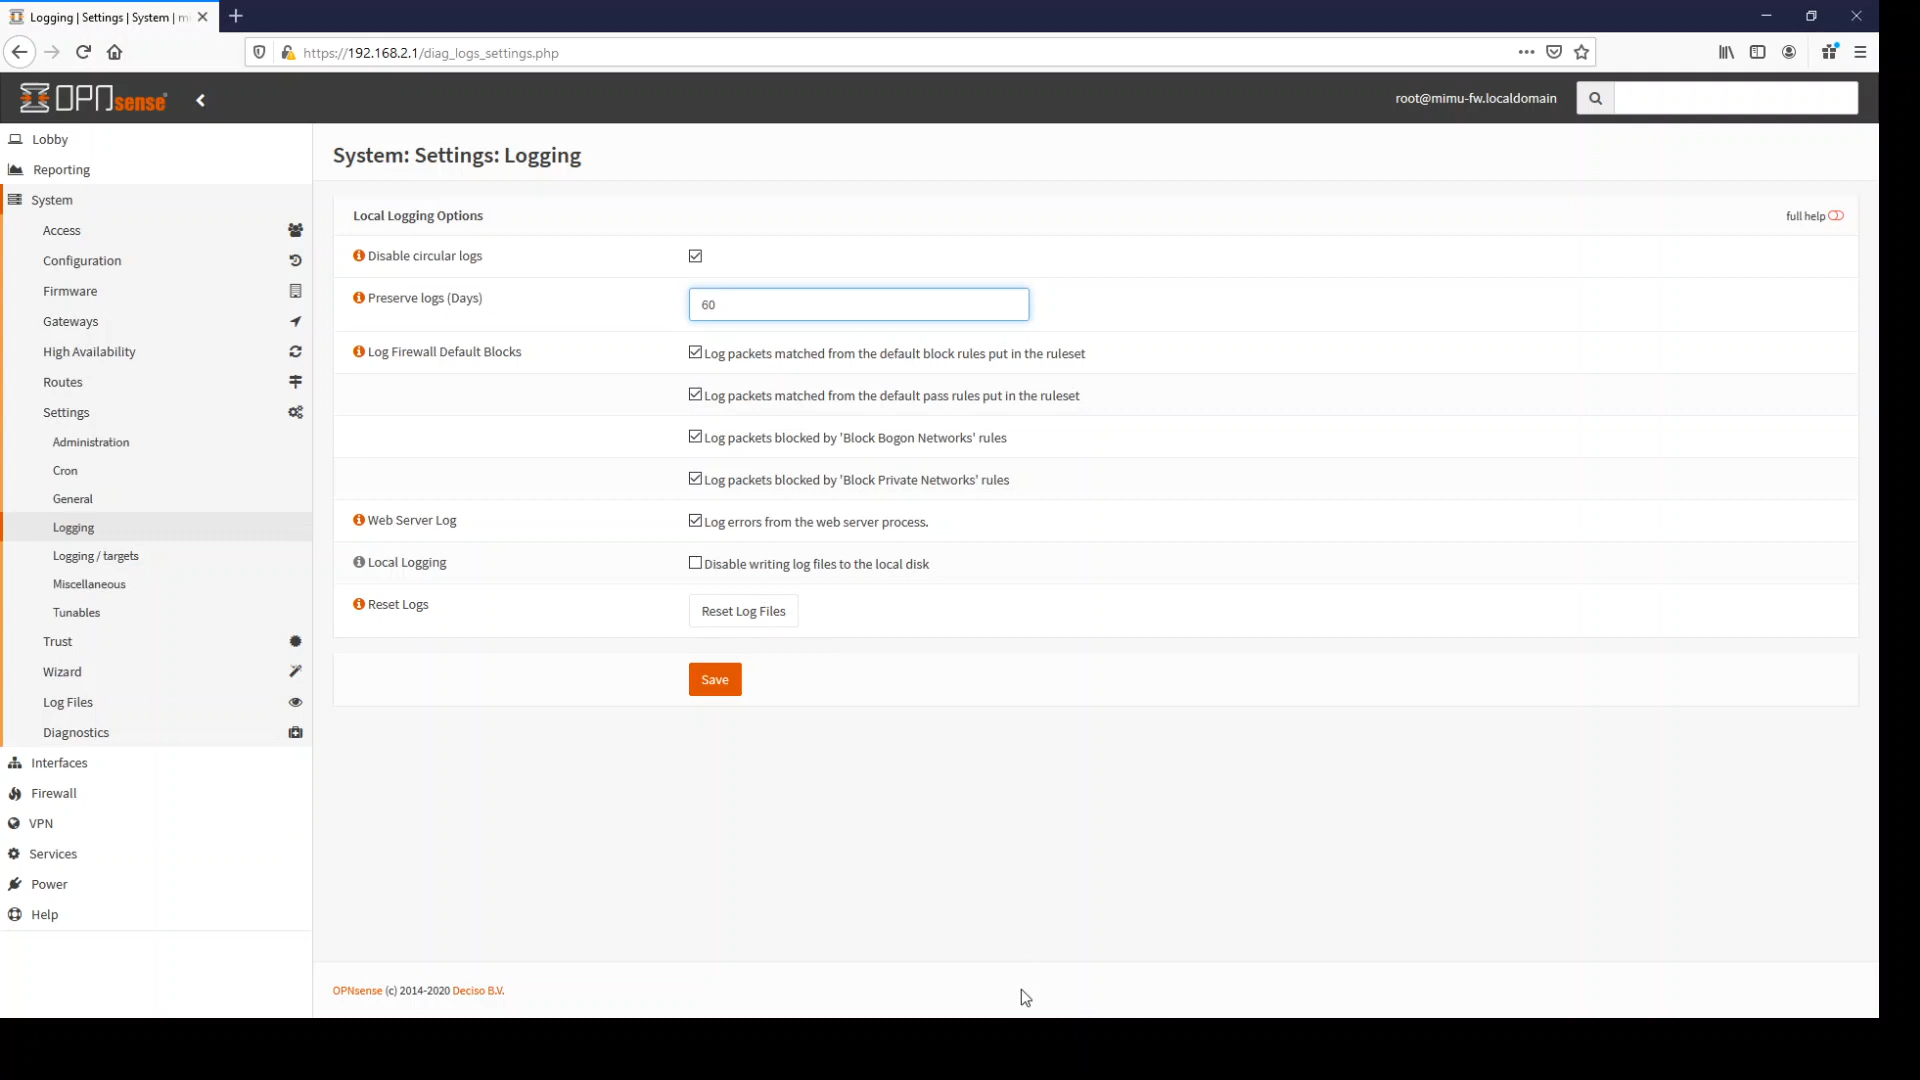 Logging | Settings | System | m
https://192.168.2.1/diag_logs_settings.php
OPNsense
root@mimu-fw.localdomain
Lobby
Reporting
System
Access
Configuration
Firmware
Gateways
High Availability
Routes
Settings
Administration
Cron
General
Logging
Logging / targets
Miscellaneous
Tunables
Trust
Wizard
Log Files
Diagnostics
Interfaces
Firewall
VPN
Services
Power
Help
System: Settings: Logging
Local Logging Options
full help
Disable circular logs
Preserve logs (Days)
60
Log Firewall Default Blocks
Log packets matched from the default block rules put in the ruleset
Log packets matched from the default pass rules put in the ruleset
Log packets blocked by 'Block Bogon Networks' rules
Log packets blocked by 'Block Private Networks' rules
Web Server Log
Log errors from the web server process.
Local Logging
Disable writing log files to the local disk
Reset Logs
Reset Log Files
Save
OPNsense (c) 2014-2020 Deciso B.V.